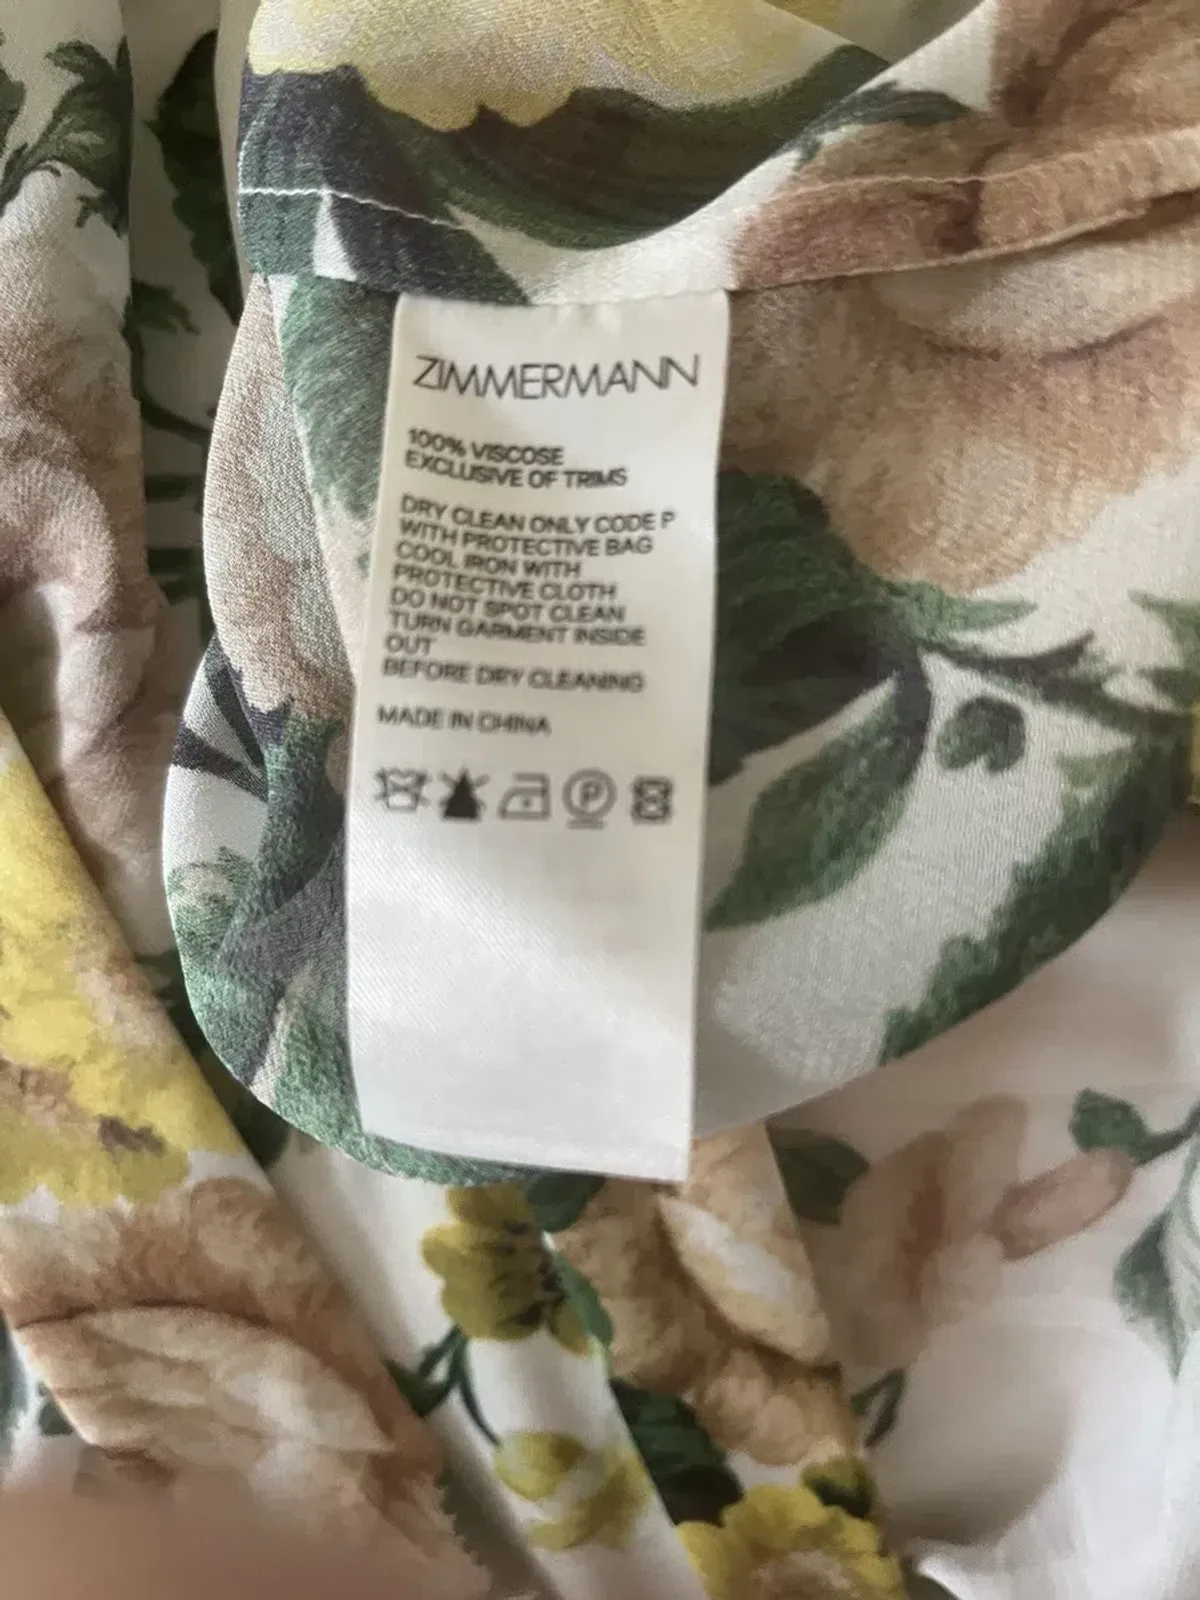 ZIMMERMANN
100% VISCOSE
EXCLUSIVE OF TRIMS
DRY CLEAN ONLY CODE P
WITH PROTECTIVE BAG
COOL IRON WITH
PROTECTIVE CLOTH
DO NOT SPOT CLEAN
TURN GARMENT INSIDE
OUT
BEFORE DRY CLEANING
MADE IN CHINA
P